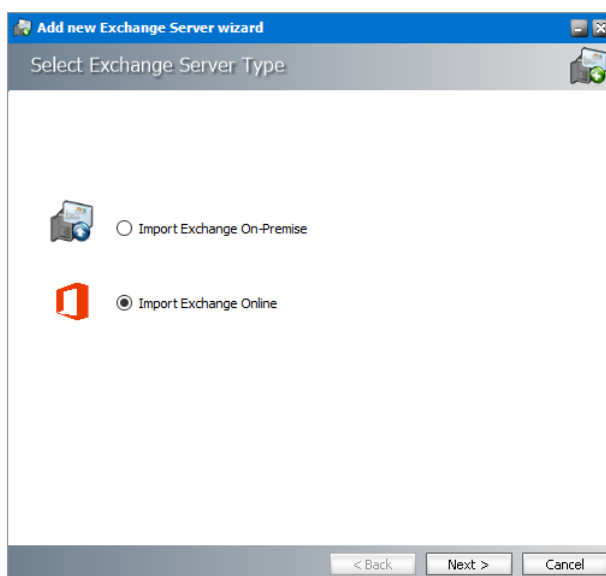 Add new Exchange Server wizard
Select Exchange Server Type
Import Exchange On-Premise
Import Exchange Online
< Back Next > Cancel